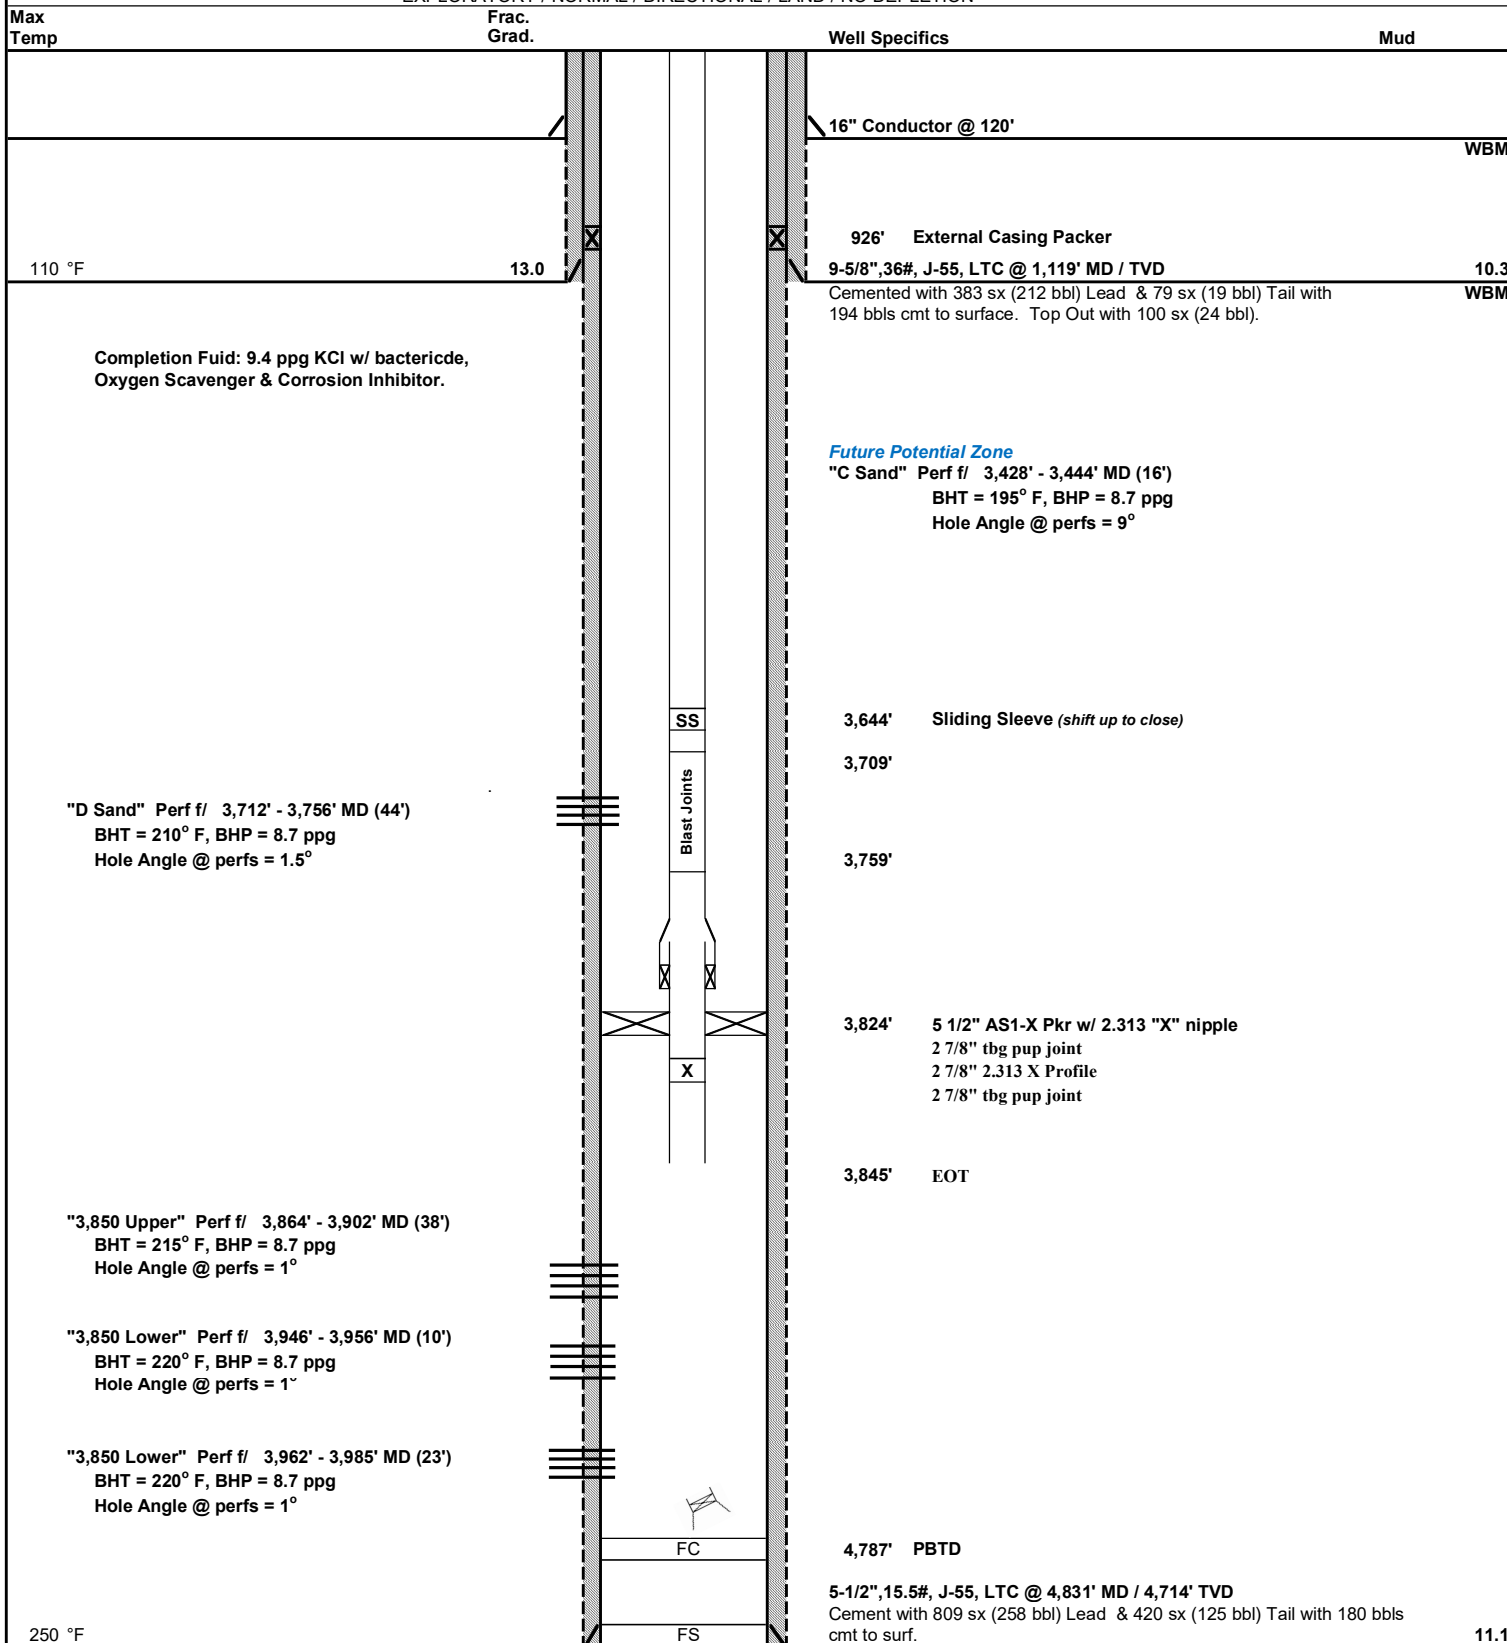 EXPLORATORY / NORMAL / DIRECTIONAL / LAND / NO DEPLETION
Max Temp
Frac. Grad.
Well Specifics
Mud
16" Conductor @ 120'
WBM
926' External Casing Packer
110 °F
13.0
9-5/8",36#, J-55, LTC @ 1,119' MD / TVD
10.3
Cemented with 383 sx (212 bbl) Lead & 79 sx (19 bbl) Tail with
WBM
194 bbls cmt to surface. Top Out with 100 sx (24 bbl).
Completion Fuid: 9.4 ppg KCl w/ bactericde,
Oxygen Scavenger & Corrosion Inhibitor.
Future Potential Zone
"C Sand" Perf f/ 3,428' - 3,444' MD (16')
BHT = 195° F, BHP = 8.7 ppg
Hole Angle @ perfs = 9°
SS
3,644' Sliding Sleeve (shift up to close)
3,709'
Blast Joints
"D Sand" Perf f/ 3,712' - 3,756' MD (44')
BHT = 210° F, BHP = 8.7 ppg
Hole Angle @ perfs = 1.5°
3,759'
3,824' 5 1/2" AS1-X Pkr w/ 2.313 "X" nipple
2 7/8" tbg pup joint
X
2 7/8" 2.313 X Profile
2 7/8" tbg pup joint
3,845' EOT
"3,850 Upper" Perf f/ 3,864' - 3,902' MD (38')
BHT = 215° F, BHP = 8.7 ppg
Hole Angle @ perfs = 1°
"3,850 Lower" Perf f/ 3,946' - 3,956' MD (10')
BHT = 220° F, BHP = 8.7 ppg
Hole Angle @ perfs = 1°
"3,850 Lower" Perf f/ 3,962' - 3,985' MD (23')
BHT = 220° F, BHP = 8.7 ppg
Hole Angle @ perfs = 1°
FC
4,787' PBTD
5-1/2",15.5#, J-55, LTC @ 4,831' MD / 4,714' TVD
Cement with 809 sx (258 bbl) Lead & 420 sx (125 bbl) Tail with 180 bbls
250 °F
FS
cmt to surf.
11.1